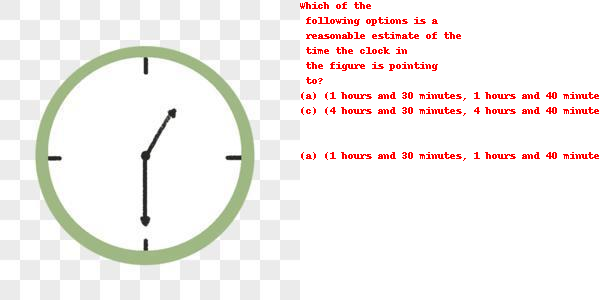 Which of the
following options is a
reasonable estimate of the
time the clock in
the figure is pointing
to?
(a) (1 hours and 30 minutes, 1 hours and 40 minute
(c) (4 hours and 30 minutes, 4 hours and 40 minute
(a) (1 hours and 30 minutes, 1 hours and 40 minute